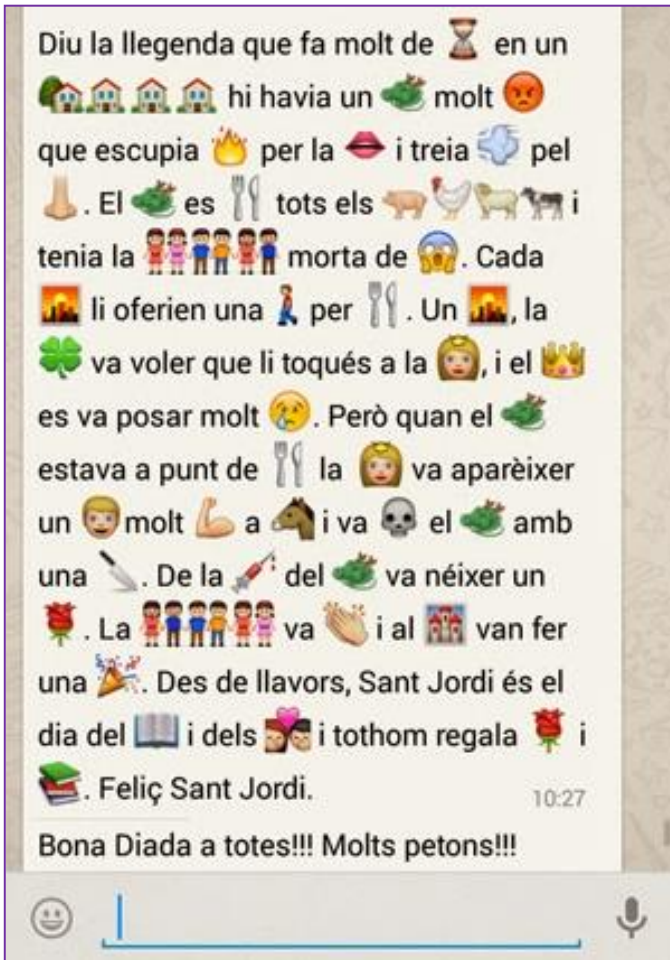 Diu la llegenda que fa molt de ⏳ en un
🏡🏠🏠🏠 hi havia un 🐉 molt 😡
que escupia 🔥 per la 👄 i treia 💨 pel
👃. El 🐉 es 🍴 tots els 🐖🐓🐑🐄 i
tenia la 👭👬👫 morta de 😱. Cada
🌇 li oferien una 🚶 per 🍴. Un 🌇, la
🍀 va voler que li toqués a la 👸, i el 👑
es va posar molt 😢. Però quan el 🐉
estava a punt de 🍴 la 👸 va aparèixer
un 👨 molt 💪 a 🐴 i va 💀 el 🐉 amb
una 🔪. De la 💉 del 🐉 va néixer un
🌹. La 👫👬👭 va 👏 i al 🏰 van fer
una 🎉. Des de llavors, Sant Jordi és el
dia del 📖 i dels 💏 i tothom regala 🌹 i
📚. Feliç Sant Jordi.
10:27
Bona Diada a totes!!! Molts petons!!!